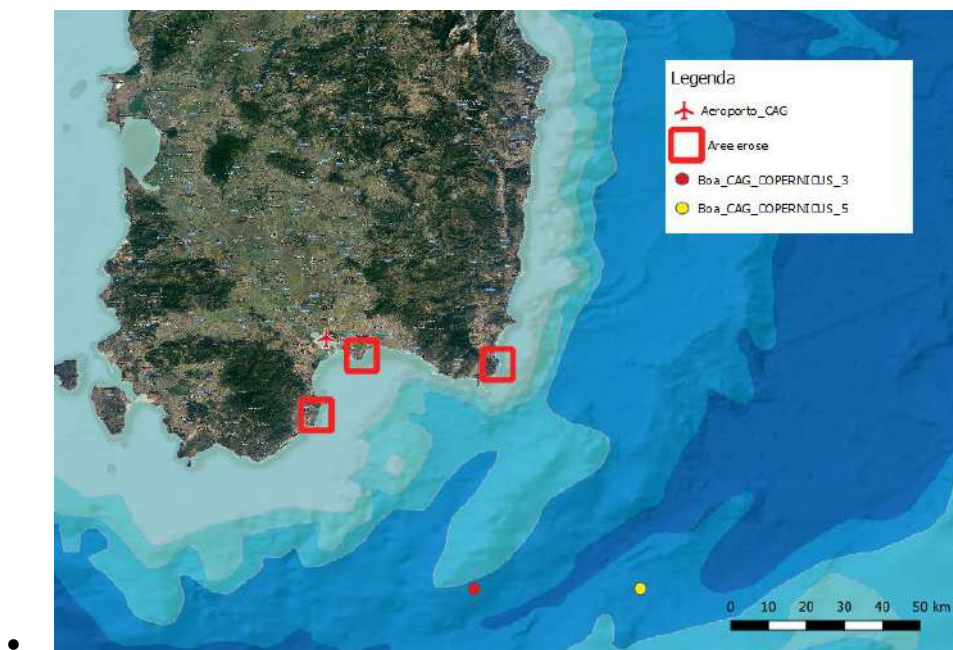 Legenda
Aeroporto_CAG
Aree erose
Boa_CAG_COPERNICUS_3
Boa_CAG_COPERNICUS_5
0 10 20 30 40 50 km